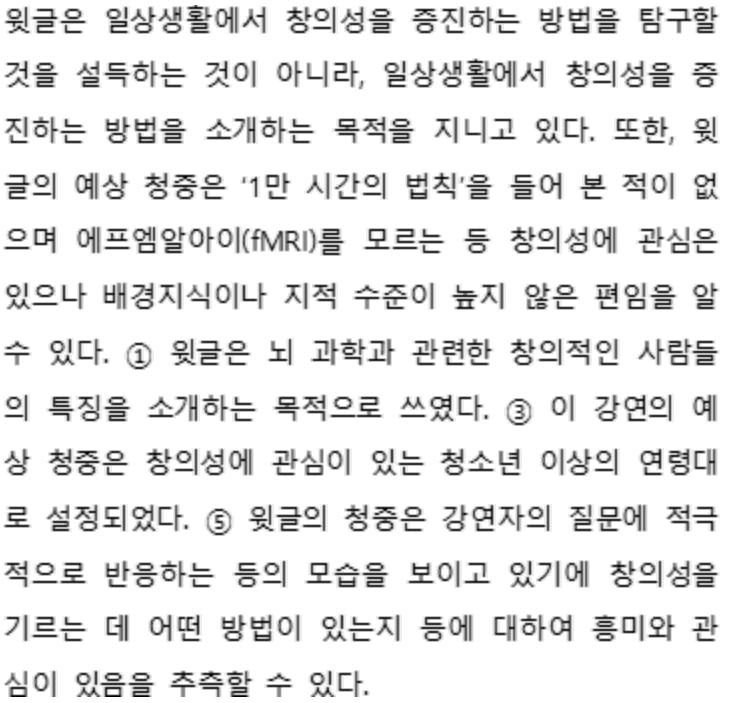 윗글은 일상생활에서 창의성을 증진하는 방법을 탐구할
것을 설득하는 것이 아니라, 일상생활에서 창의성을 증
진하는 방법을 소개하는 목적을 지니고 있다. 또한, 윗
글의 예상 청중은 ‘1만 시간의 법칙’을 들어 본 적이 없
으며 에프엠알아이(fMRI)를 모르는 등 창의성에 관심은
있으나 배경지식이나 지적 수준이 높지 않은 편임을 알
수 있다. ① 윗글은 뇌 과학과 관련한 창의적인 사람들
의 특징을 소개하는 목적으로 쓰였다. ③ 이 강연의 예
상 청중은 창의성에 관심이 있는 청소년 이상의 연령대
로 설정되었다. ⑤ 윗글의 청중은 강연자의 질문에 적극
적으로 반응하는 등의 모습을 보이고 있기에 창의성을
기르는 데 어떤 방법이 있는지 등에 대하여 흥미와 관
심이 있음을 추측할 수 있다.